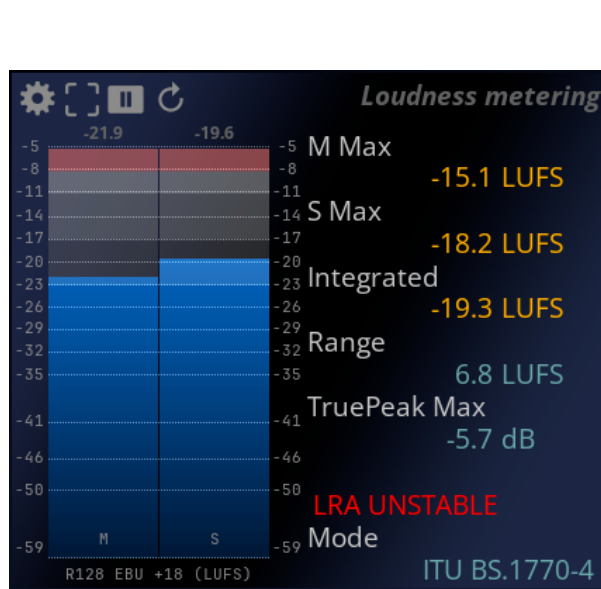 Loudness metering
-21.9 -19.6
-5 -5
-8 -8
-11 -11
-14 -14
-17 -17
-20 -20
-23 -23
-26 -26
-29 -29
-32 -32
-35 -35
-41 -41
-46 -46
-50 -50
-59 M S -59
R128 EBU +18 (LUFS)
M Max
-15.1 LUFS
S Max
-18.2 LUFS
Integrated
-19.3 LUFS
Range
6.8 LUFS
TruePeak Max
-5.7 dB
LRA UNSTABLE
Mode
ITU BS.1770-4